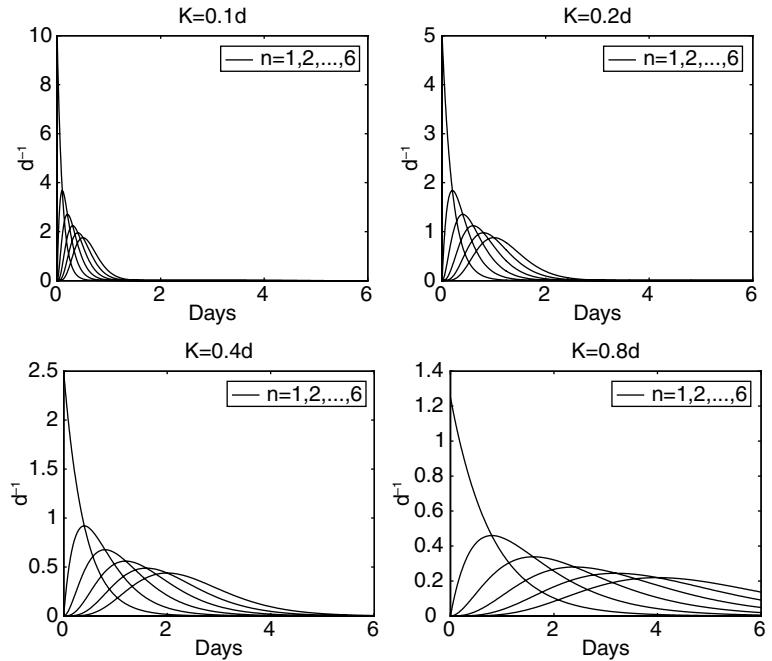 K=0.1d
10
8
6
4
2
0
d⁻¹
n=1,2,...,6
0 2 4 6
Days
K=0.2d
5
4
3
2
1
0
d⁻¹
n=1,2,...,6
0 2 4 6
Days
K=0.4d
2.5
2
1.5
1
0.5
0
d⁻¹
n=1,2,...,6
0 2 4 6
Days
K=0.8d
1.4
1.2
1
0.8
0.6
0.4
0.2
0
d⁻¹
n=1,2,...,6
0 2 4 6
Days